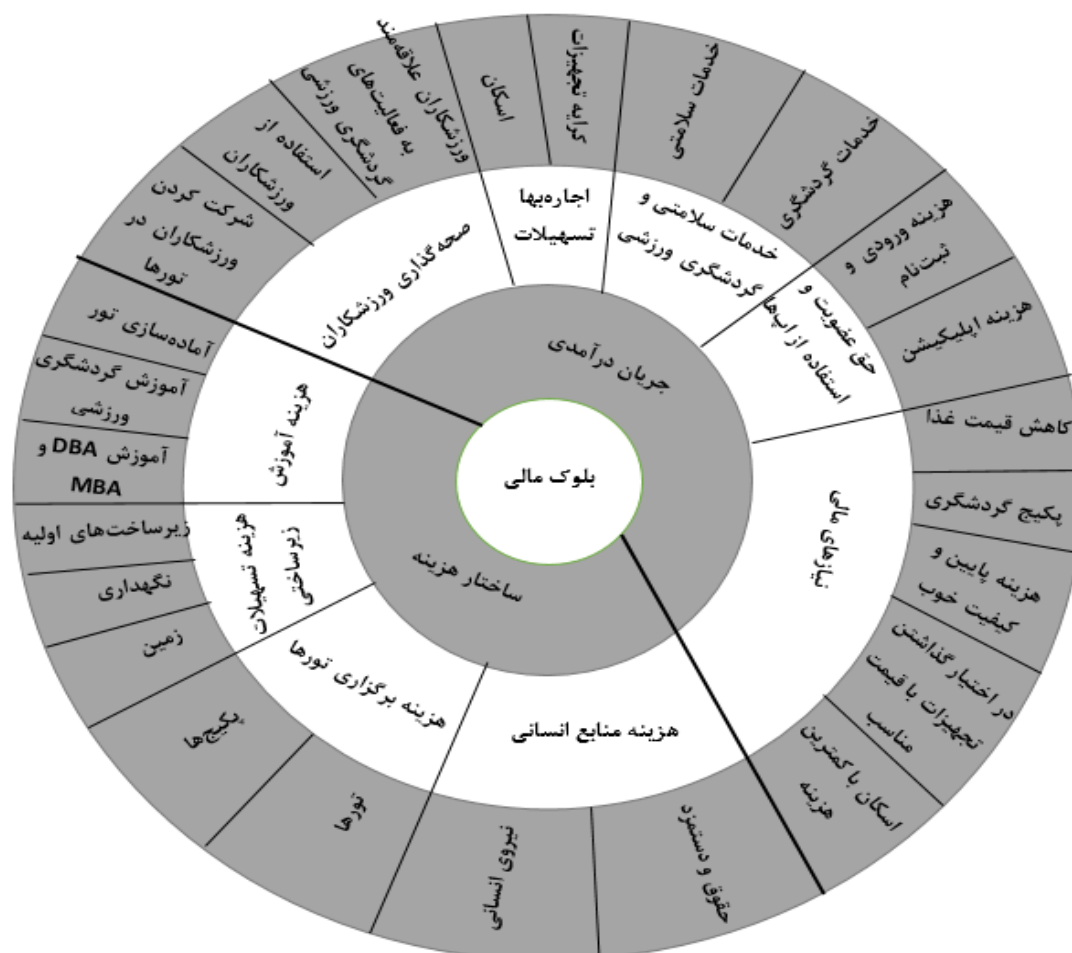 بلوک مالی
جریان درآمدی
ساختار هزینه
صحه‌گذاری ورزشکاران
اجاره‌بها
تسهیلات
خدمات سلامتی و
خدمات گردشگری ورزشی
حق عضویت و
استفاده از اپ‌ها
نیازهای مالی
هزینه منابع انسانی
هزینه برگزاری تورها
هزینه تسهیلات
زیرساختی
هزینه آموزش
شرکت کردن
ورزشکاران در
تورها
استفاده از
ورزشکاران
ورزشکاران علاقه‌مند
به فعالیت‌های
گردشگری ورزشی
اسکان
کرایه تجهیزات
خدمات سلامتی
خدمات گردشگری
هزینه ورودی و
ثبت‌نام
هزینه اپلیکیشن
کاهش قیمت غذا
پکیج گردشگری
هزینه پایین و
کیفیت خوب
در اختیار گذاشتن
تجهیزات با قیمت
مناسب
اسکان با کمترین
هزینه
حقوق و دستمزد
نیروی انسانی
تورها
پکیج‌ها
زمین
نگهداری
زیرساخت‌های اولیه
آموزش DBA و
MBA
آموزش گردشگری
ورزشی
آماده‌سازی تور